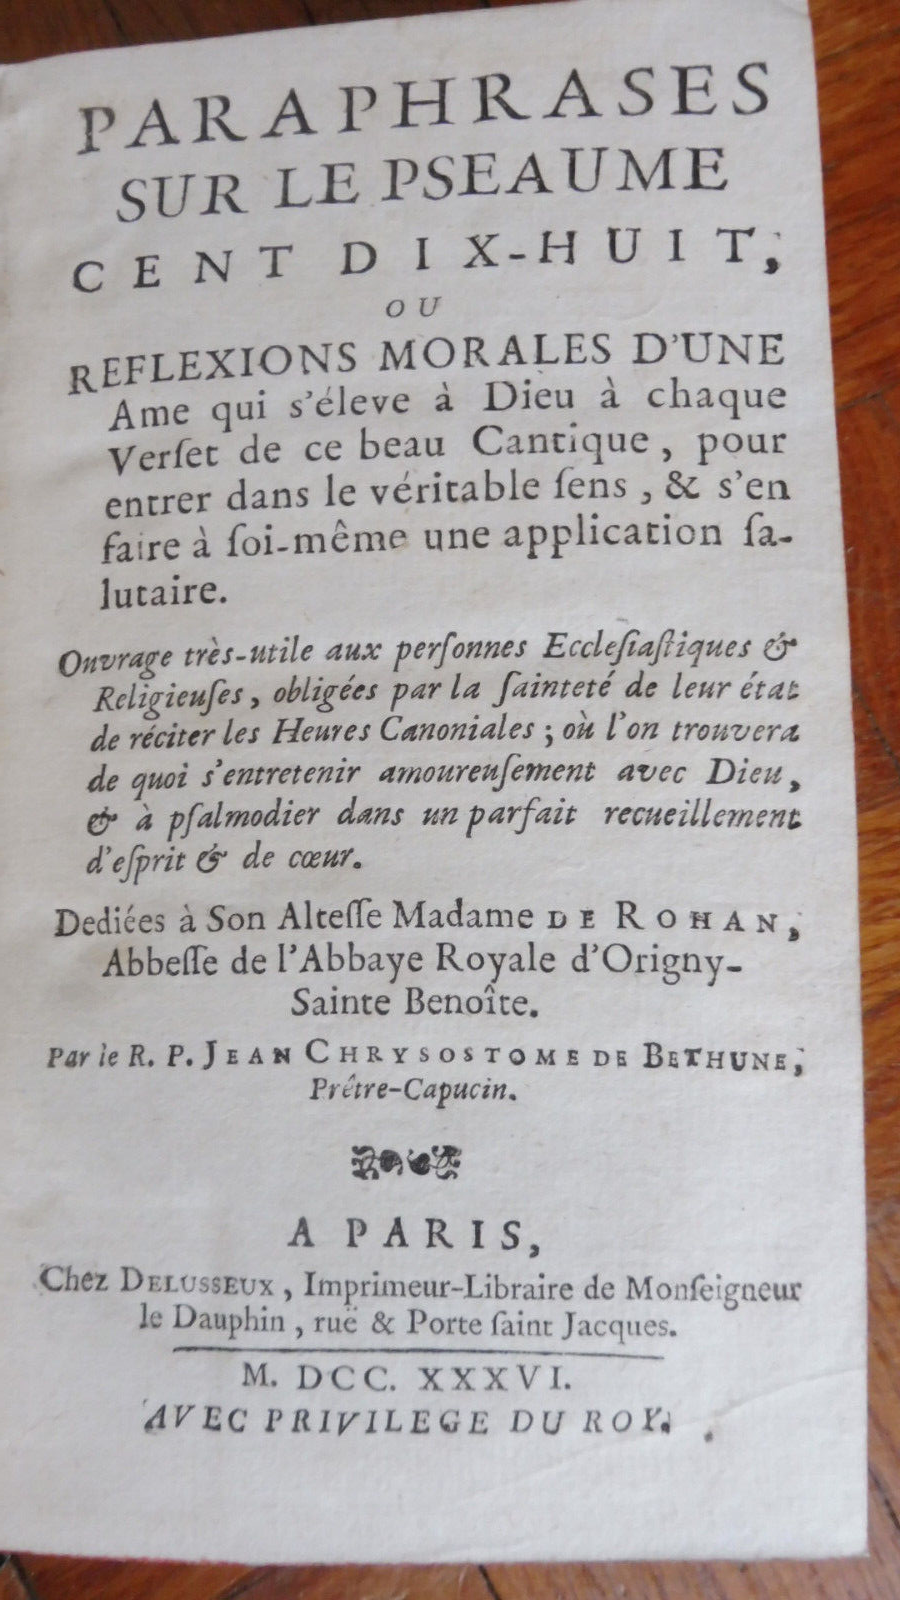 PARAPHRASES
SUR LE PSEAUME
CENT DIX-HUIT,
OU
REFLEXIONS MORALES D'UNE
Ame qui s'éleve à Dieu à chaque
Verſet de ce beau Cantique, pour
entrer dans le véritable ſens, & s'en
faire à ſoi-même une application ſa-
lutaire.
Ouvrage très-utile aux perſonnes Eccleſiaſtiques &
Religieuſes, obligées par la ſainteté de leur état
de réciter les Heures Canoniales ; où l'on trouvera
de quoi s'entretenir amoureuſement avec Dieu,
& à pſalmodier dans un parfait recueillement
d'eſprit & de cœur.
Dediées à Son Alteſſe Madame DE ROHAN,
Abbeſſe de l'Abbaye Royale d'Origny-
Sainte Benoîte.
Par le R. P. JEAN CHRYSOSTOME DE BETHUNE,
Prêtre-Capucin.
A PARIS,
Chez DELUSSEUX, Imprimeur-Libraire de Monſeigneur
le Dauphin, ruë & Porte ſaint Jacques.
M. DCC. XXXVI.
AVEC PRIVILEGE DU ROY.